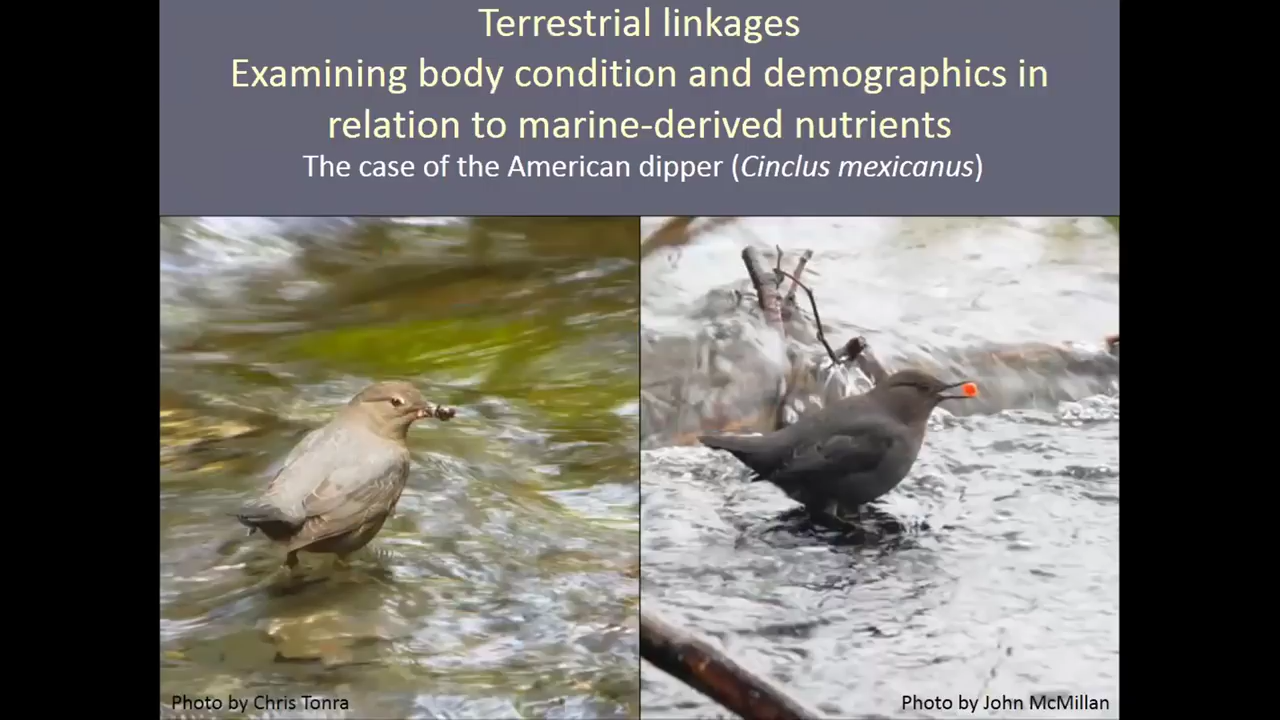 Terrestrial linkages
Examining body condition and demographics in
relation to marine-derived nutrients
The case of the American dipper (Cinclus mexicanus)
Photo by Chris Tonra
Photo by John McMillan